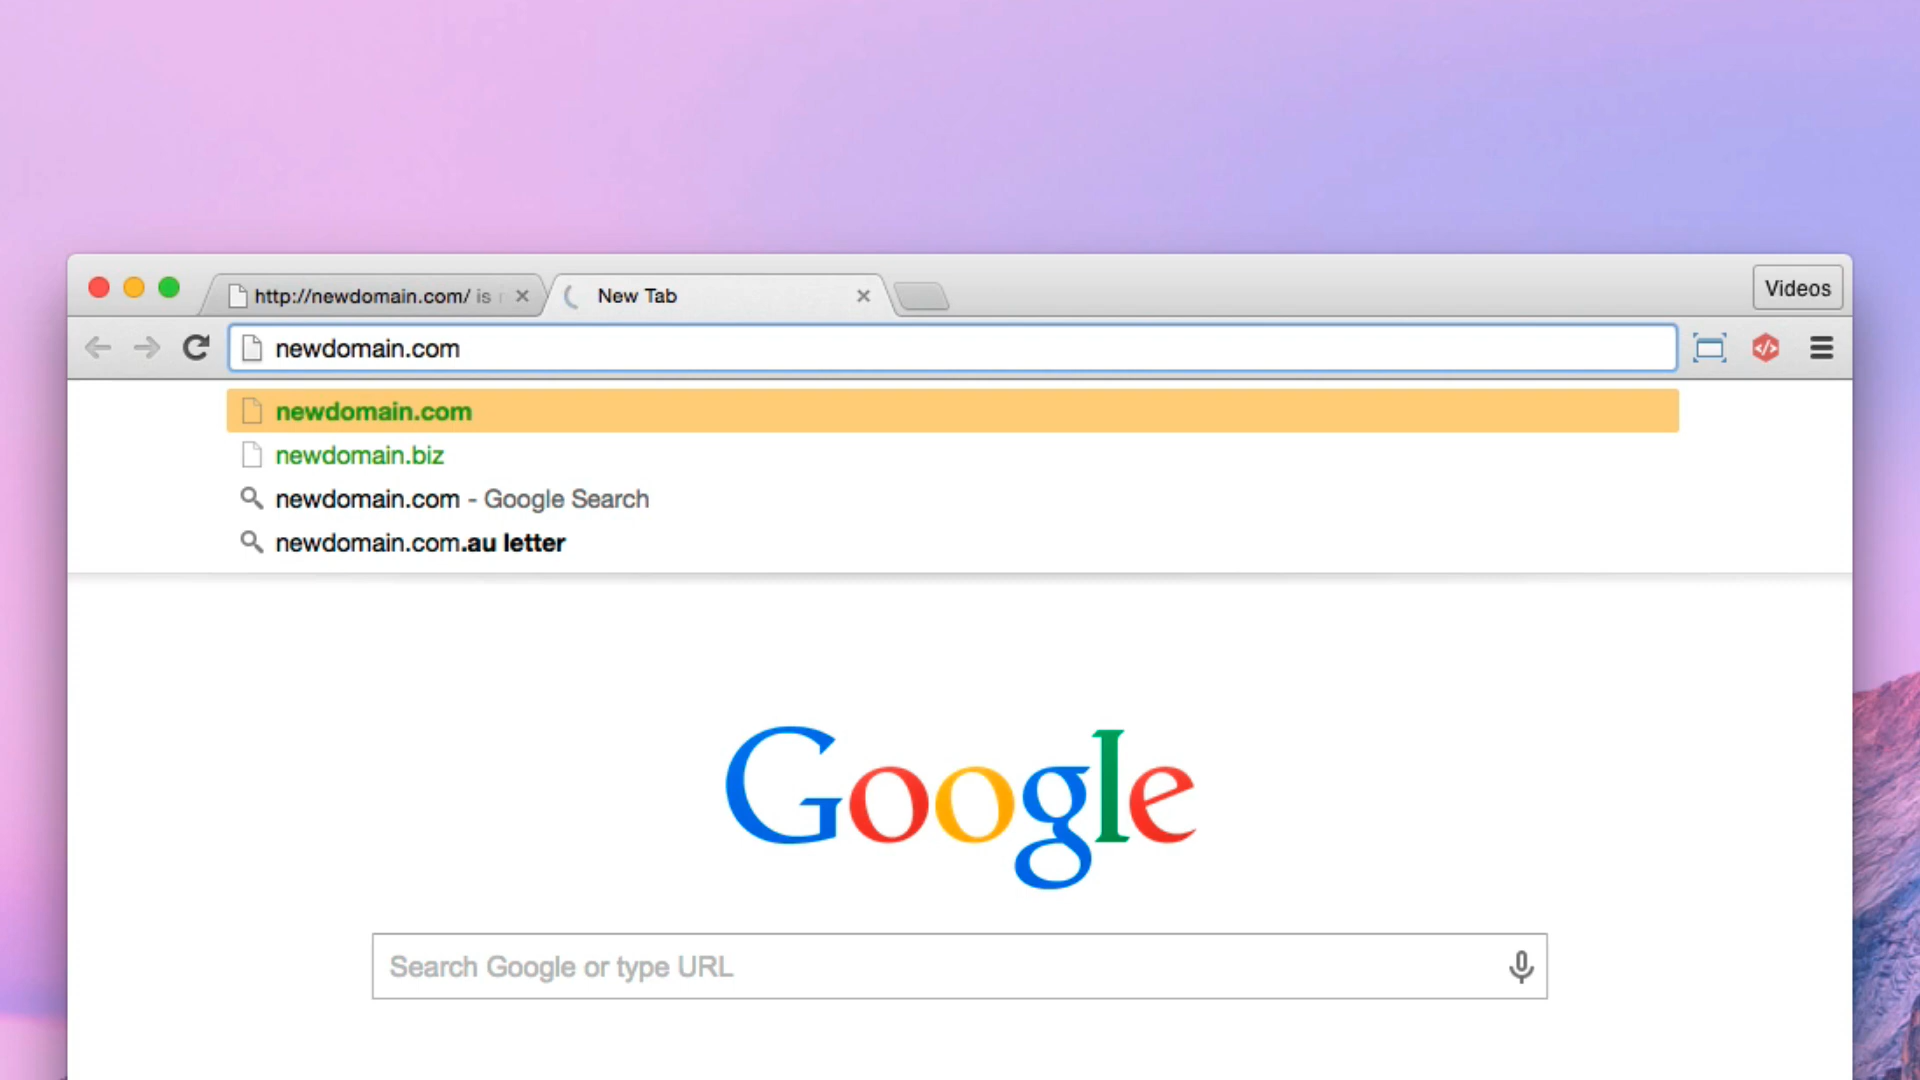 http://newdomain.com/ is
New Tab
Videos
newdomain.com
newdomain.com
newdomain.biz
newdomain.com - Google Search
newdomain.com.au letter
Google
Search Google or type URL